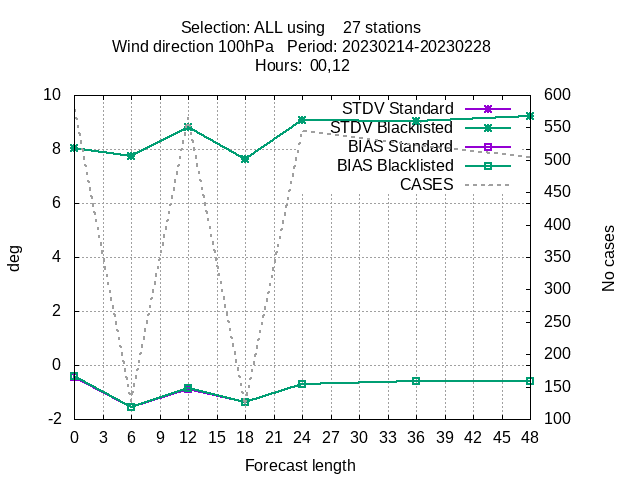 Selection: ALL using    27 stations
Wind direction 100hPa   Period: 20230214-20230228
Hours:  00,12
STDV Standard
STDV Blacklisted
BIAS Standard
BIAS Blacklisted
CASES
10
8
6
4
2
0
-2
deg
600
550
500
450
400
350
300
250
200
150
100
No cases
0 3 6 9 12 15 18 21 24 27 30 33 36 39 42 45 48
Forecast length